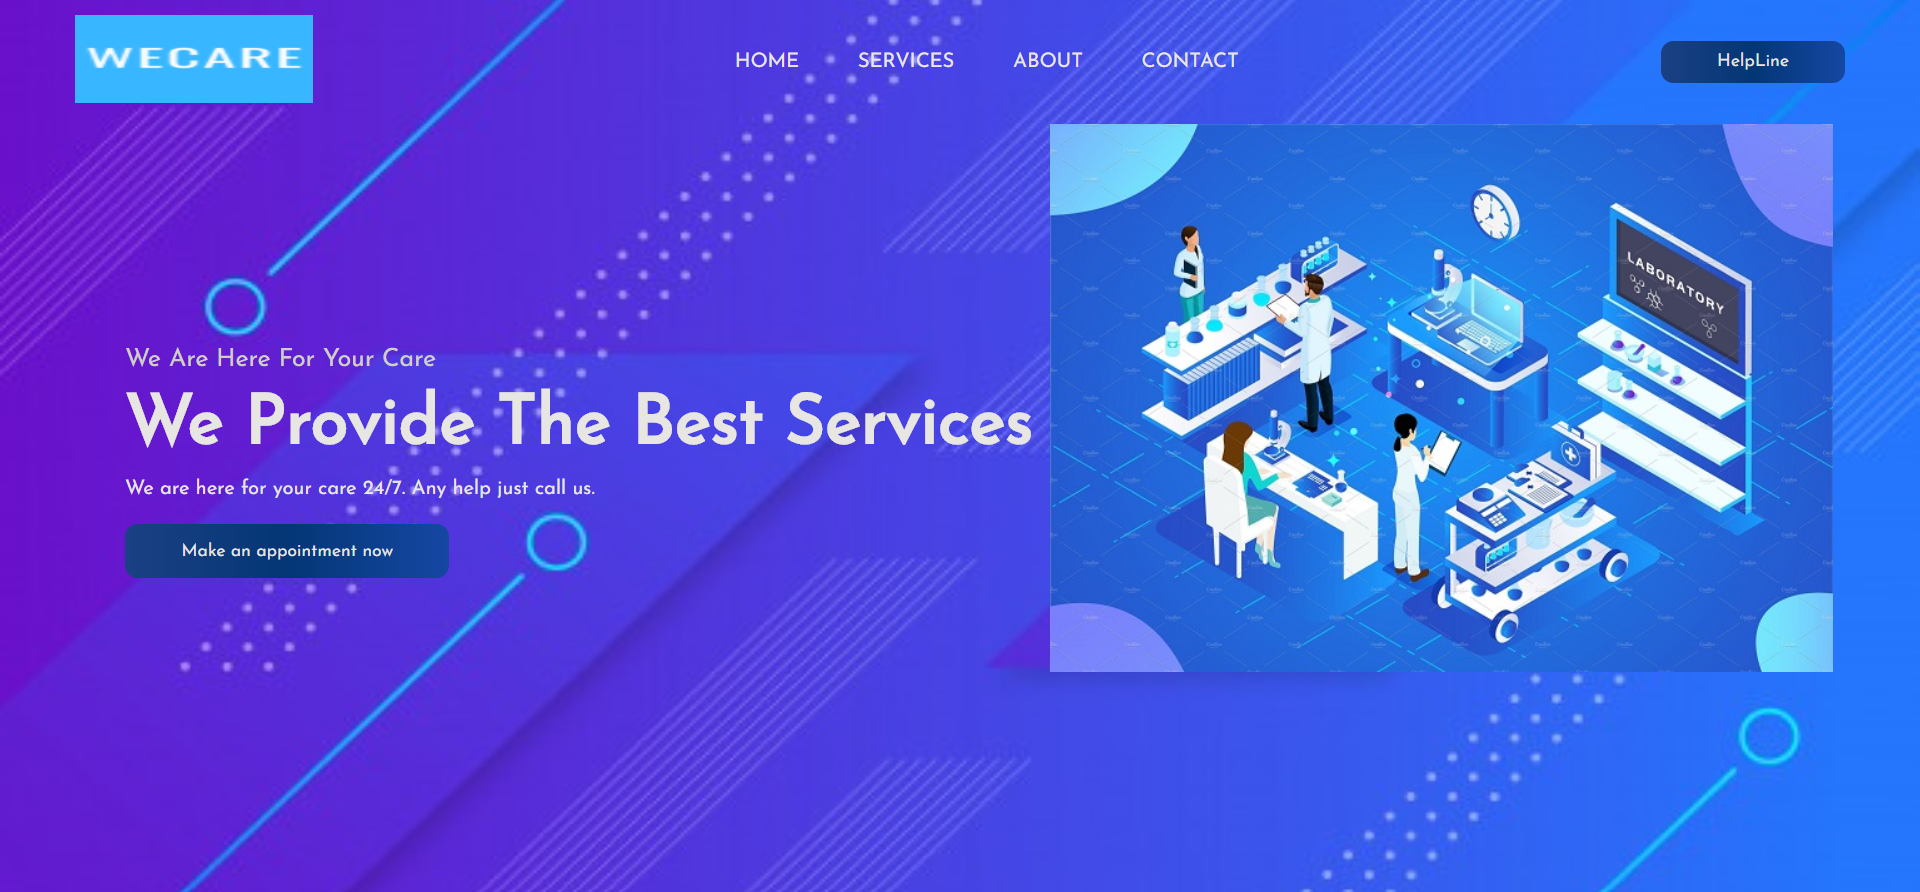 WECARE
HOME SERVICES ABOUT CONTACT
HelpLine
We Are Here For Your Care
We Provide The Best Services
We are here for your care 24/7. Any help just call us.
Make an appointment now
LABORATORY